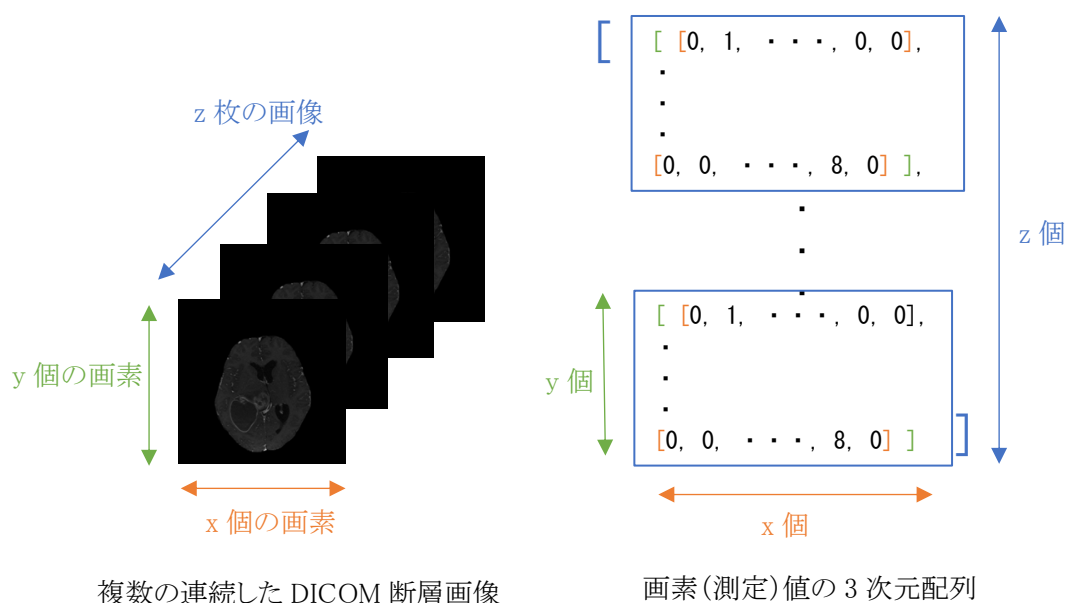 z 枚の画像
y 個の画素
x 個の画素
複数の連続した DICOM 断層画像
[
[ [0, 1, ・・・, 0, 0],
・
・
・
[0, 0, ・・・, 8, 0] ],
・
・
・
[ [0, 1, ・・・, 0, 0],
・
・
・
[0, 0, ・・・, 8, 0] ]
]
z 個
y 個
x 個
画素(測定)値の 3 次元配列